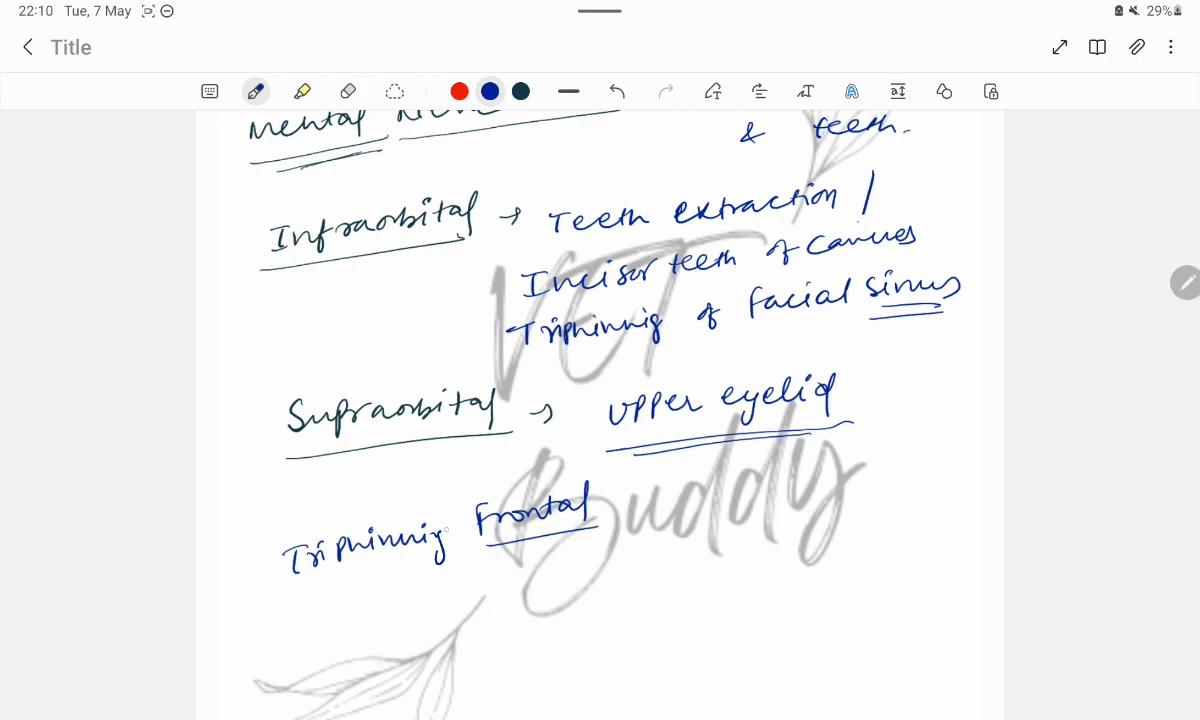 22:10 Tue, 7 May 29%
Title
Mental
& teeth.
Infraorbital → Teeth extraction /
Incisor teeth of Canines
Triphinnig of facial sinus
Supraorbital → upper eyelid
Triphinnig Frontal
VET
Buddy